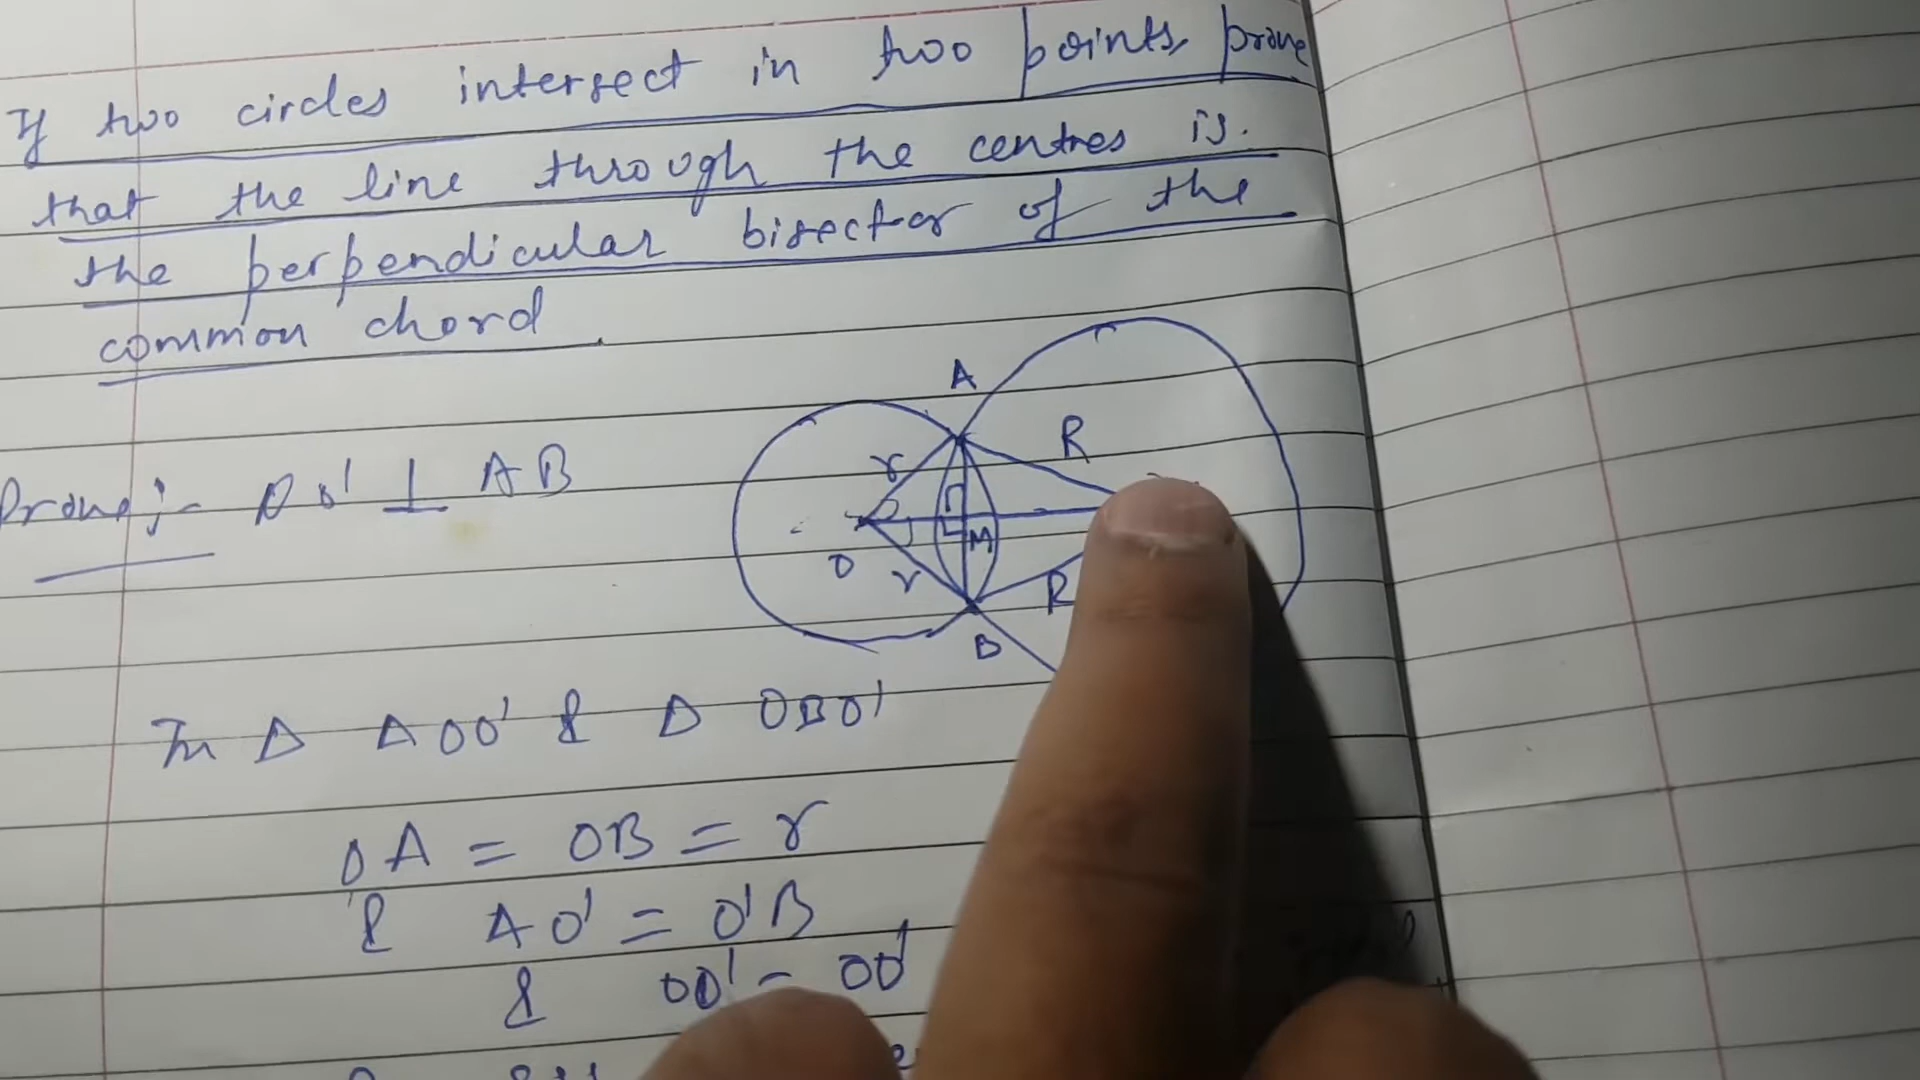 If two circles intersect in two points, prove
that the line through the centres is.
the perpendicular bisector of the
common chord.
A
R
Prove :- OO' ⊥ AB
r
M
O
r
R
B
In Δ AOO' & Δ OBO'
OA = OB = r
& AO' = O'B
& OO' = OO'